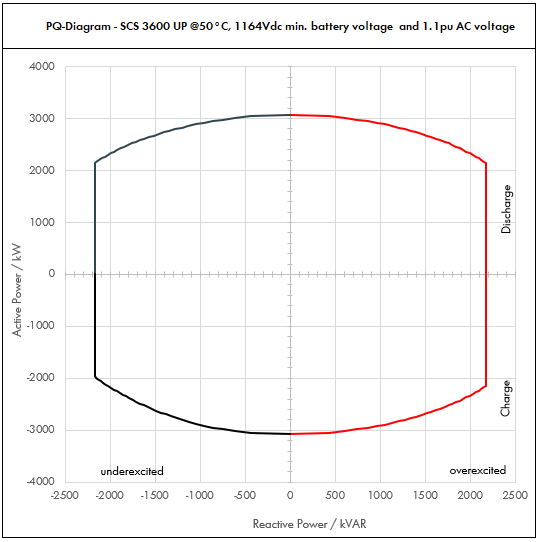 PQ-Diagram - SCS 3600 UP @50°C, 1164Vdc min. battery voltage and 1.1pu AC voltage
4000
3000
2000
1000
0
-1000
-2000
-3000
-4000
Active Power / kW
Discharge
Charge
underexcited
overexcited
-2500 -2000 -1500 -1000 -500 0 500 1000 1500 2000 2500
Reactive Power / kVAR